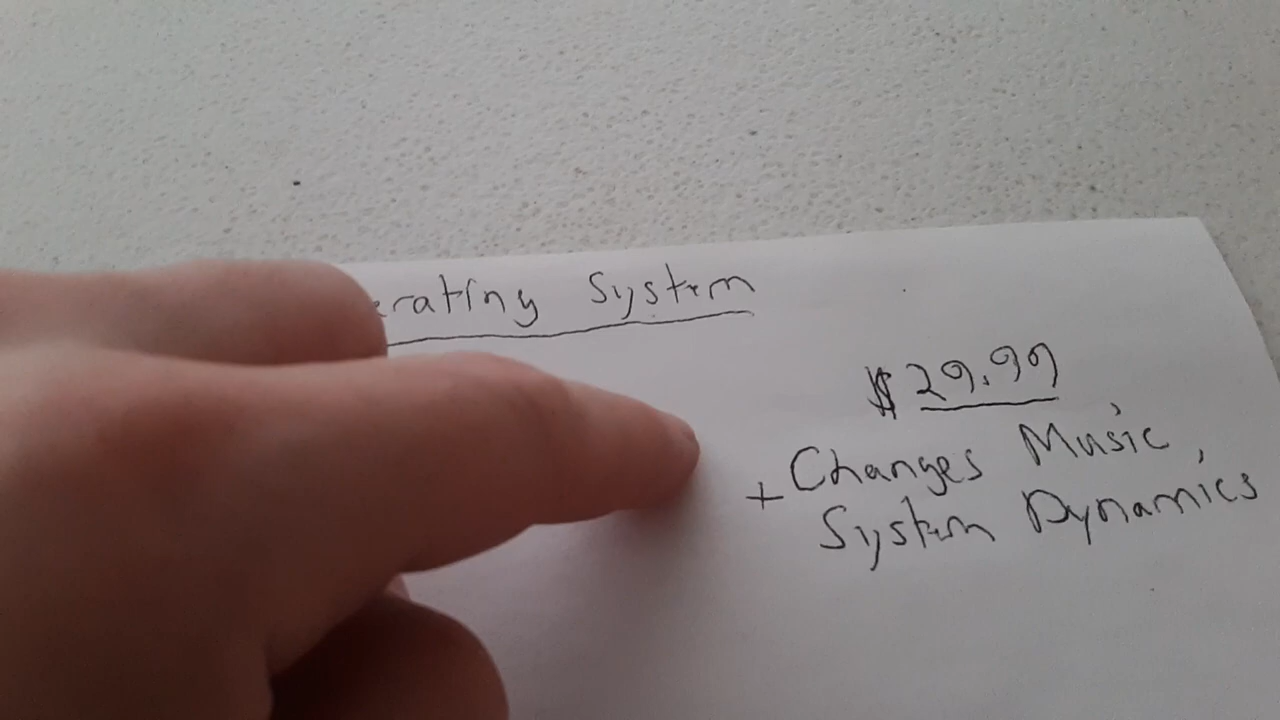 erating System
$29.99
+ Changes Music,
System Dynamics